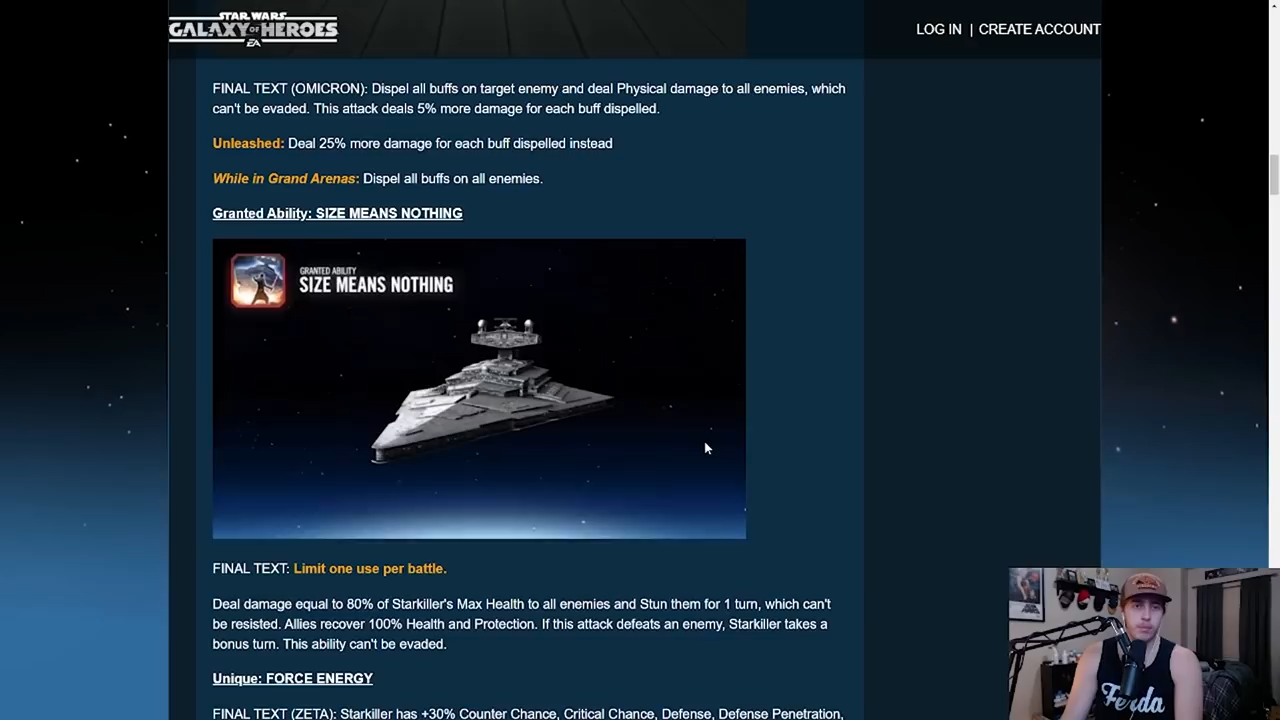 STAR WARS
GALAXY OF HEROES
EA
LOG IN | CREATE ACCOUNT
FINAL TEXT (OMICRON): Dispel all buffs on target enemy and deal Physical damage to all enemies, which
can't be evaded. This attack deals 5% more damage for each buff dispelled.
Unleashed: Deal 25% more damage for each buff dispelled instead
While in Grand Arenas: Dispel all buffs on all enemies.
Granted Ability: SIZE MEANS NOTHING
GRANTED ABILITY
SIZE MEANS NOTHING
FINAL TEXT: Limit one use per battle.
Deal damage equal to 80% of Starkiller's Max Health to all enemies and Stun them for 1 turn, which can't
be resisted. Allies recover 100% Health and Protection. If this attack defeats an enemy, Starkiller takes a
bonus turn. This ability can't be evaded.
Unique: FORCE ENERGY
FINAL TEXT (ZETA): Starkiller has +30% Counter Chance, Critical Chance, Defense, Defense Penetration,